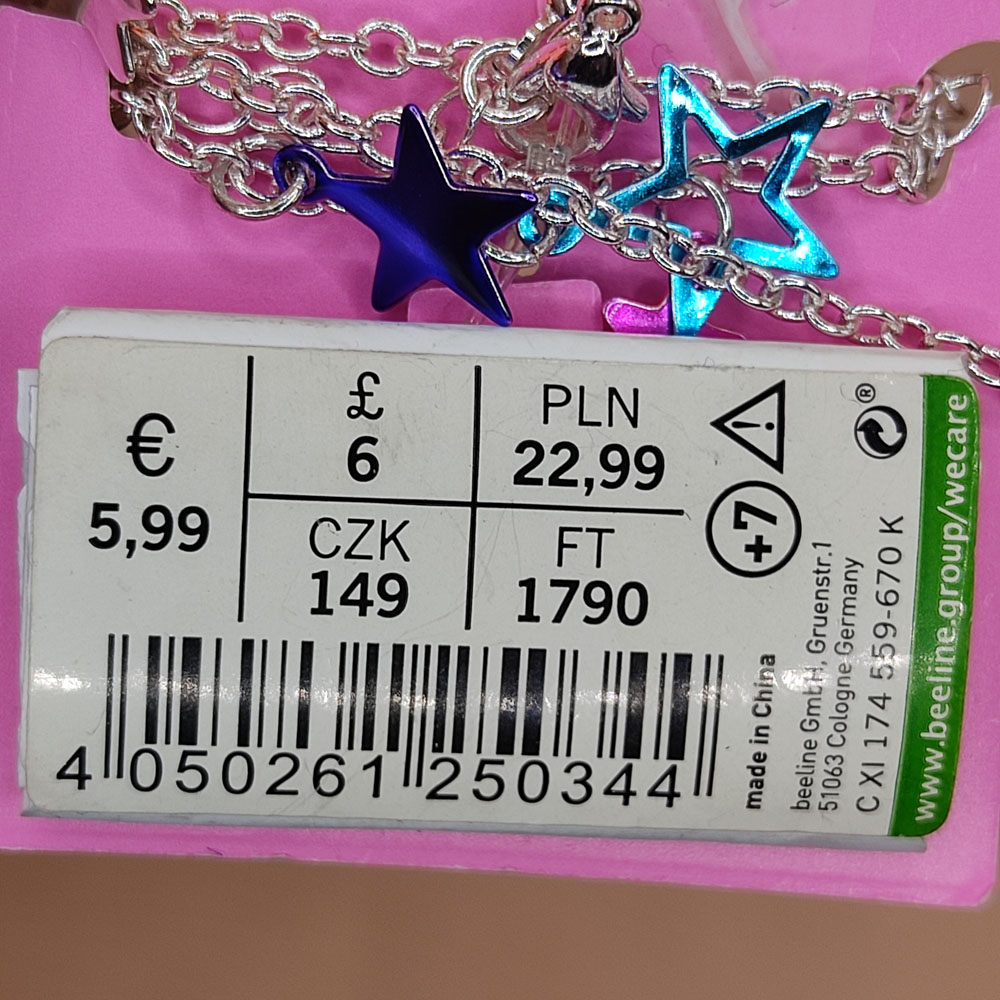 €
5,99
£
6
PLN
22,99
CZK
149
FT
1790
+7
4 050261 250344
made in China
beeline GmbH, Gruenstr.1
51063 Cologne Germany
C XI 174 559-670 K
www.beeline.group/wecare
®